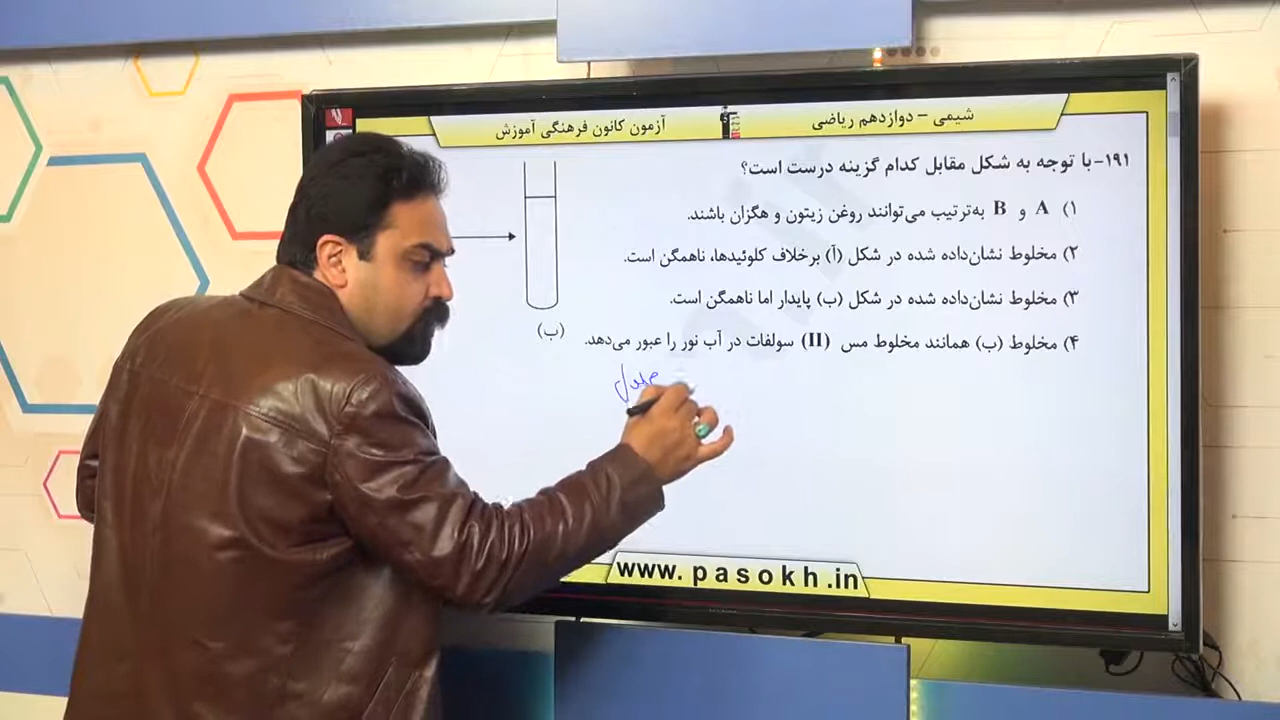 شیمی - دوازدهم ریاضی
آزمون کانون فرهنگی آموزش
۱۹۱- با توجه به شکل مقابل کدام گزینه درست است؟
۱) A و B به‌ترتیب می‌توانند روغن زیتون و هگزان باشند.
۲) مخلوط نشان‌داده شده در شکل (آ) برخلاف کلوئیدها، ناهمگن است.
۳) مخلوط نشان‌داده شده در شکل (ب) پایدار اما ناهمگن است.
۴) مخلوط (ب) همانند مخلوط مس (II) سولفات در آب نور را عبور می‌دهد.
(ب)
www.pasokh.in